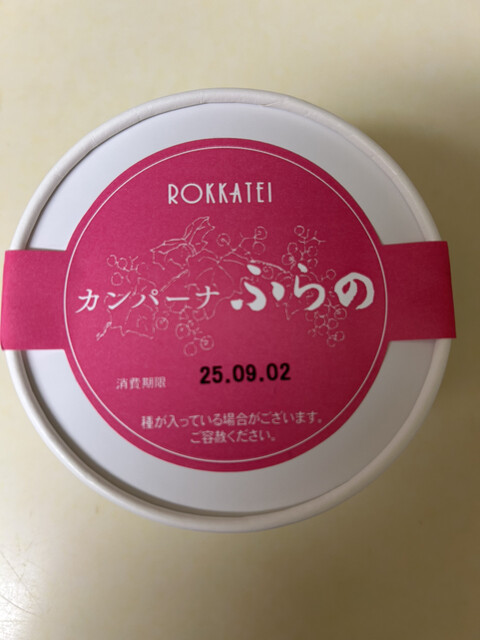 ROKKATEI
カンパーナ ふらの
消費期限 25.09.02
種が入っている場合がございます。
ご容赦ください。